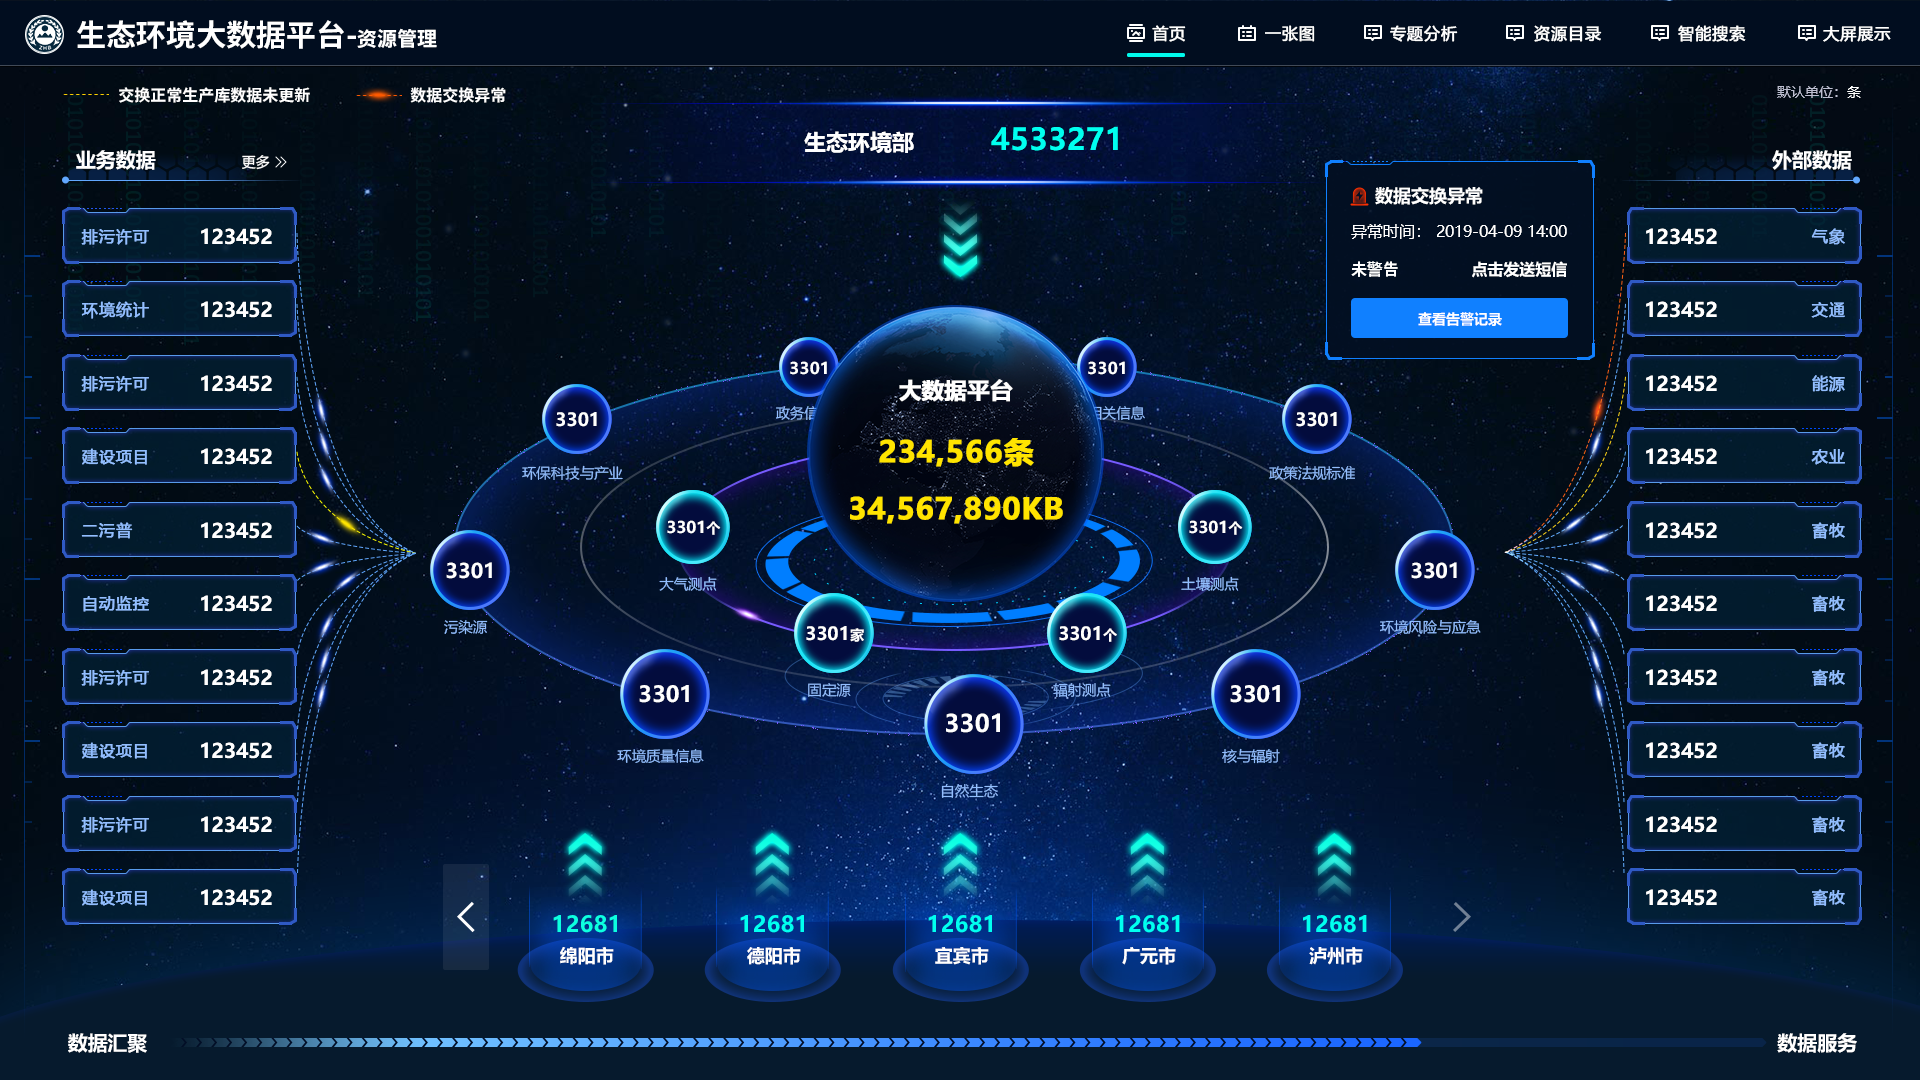 生态环境大数据平台-资源管理
首页
一张图
专题分析
资源目录
智能搜索
大屏展示
交换正常生产库数据未更新
数据交换异常
默认单位：条
生态环境部 4533271
业务数据
更多
排污许可 123452
环境统计 123452
排污许可 123452
建设项目 123452
二污普 123452
自动监控 123452
排污许可 123452
建设项目 123452
排污许可 123452
建设项目 123452
数据交换异常
异常时间： 2019-04-09 14:00
未警告 点击发送短信
查看告警记录
外部数据
123452 气象
123452 交通
123452 能源
123452 农业
123452 畜牧
123452 畜牧
123452 畜牧
123452 畜牧
123452 畜牧
123452 畜牧
大数据平台
234,566条
34,567,890KB
3301
政务信
3301
相关信息
3301
环保科技与产业
3301
政策法规标准
3301个
大气测点
3301个
土壤测点
3301
污染源
3301
环境风险与应急
3301家
固定源
3301个
辐射测点
3301
环境质量信息
3301
自然生态
3301
核与辐射
12681
绵阳市
12681
德阳市
12681
宜宾市
12681
广元市
12681
泸州市
数据汇聚
数据服务